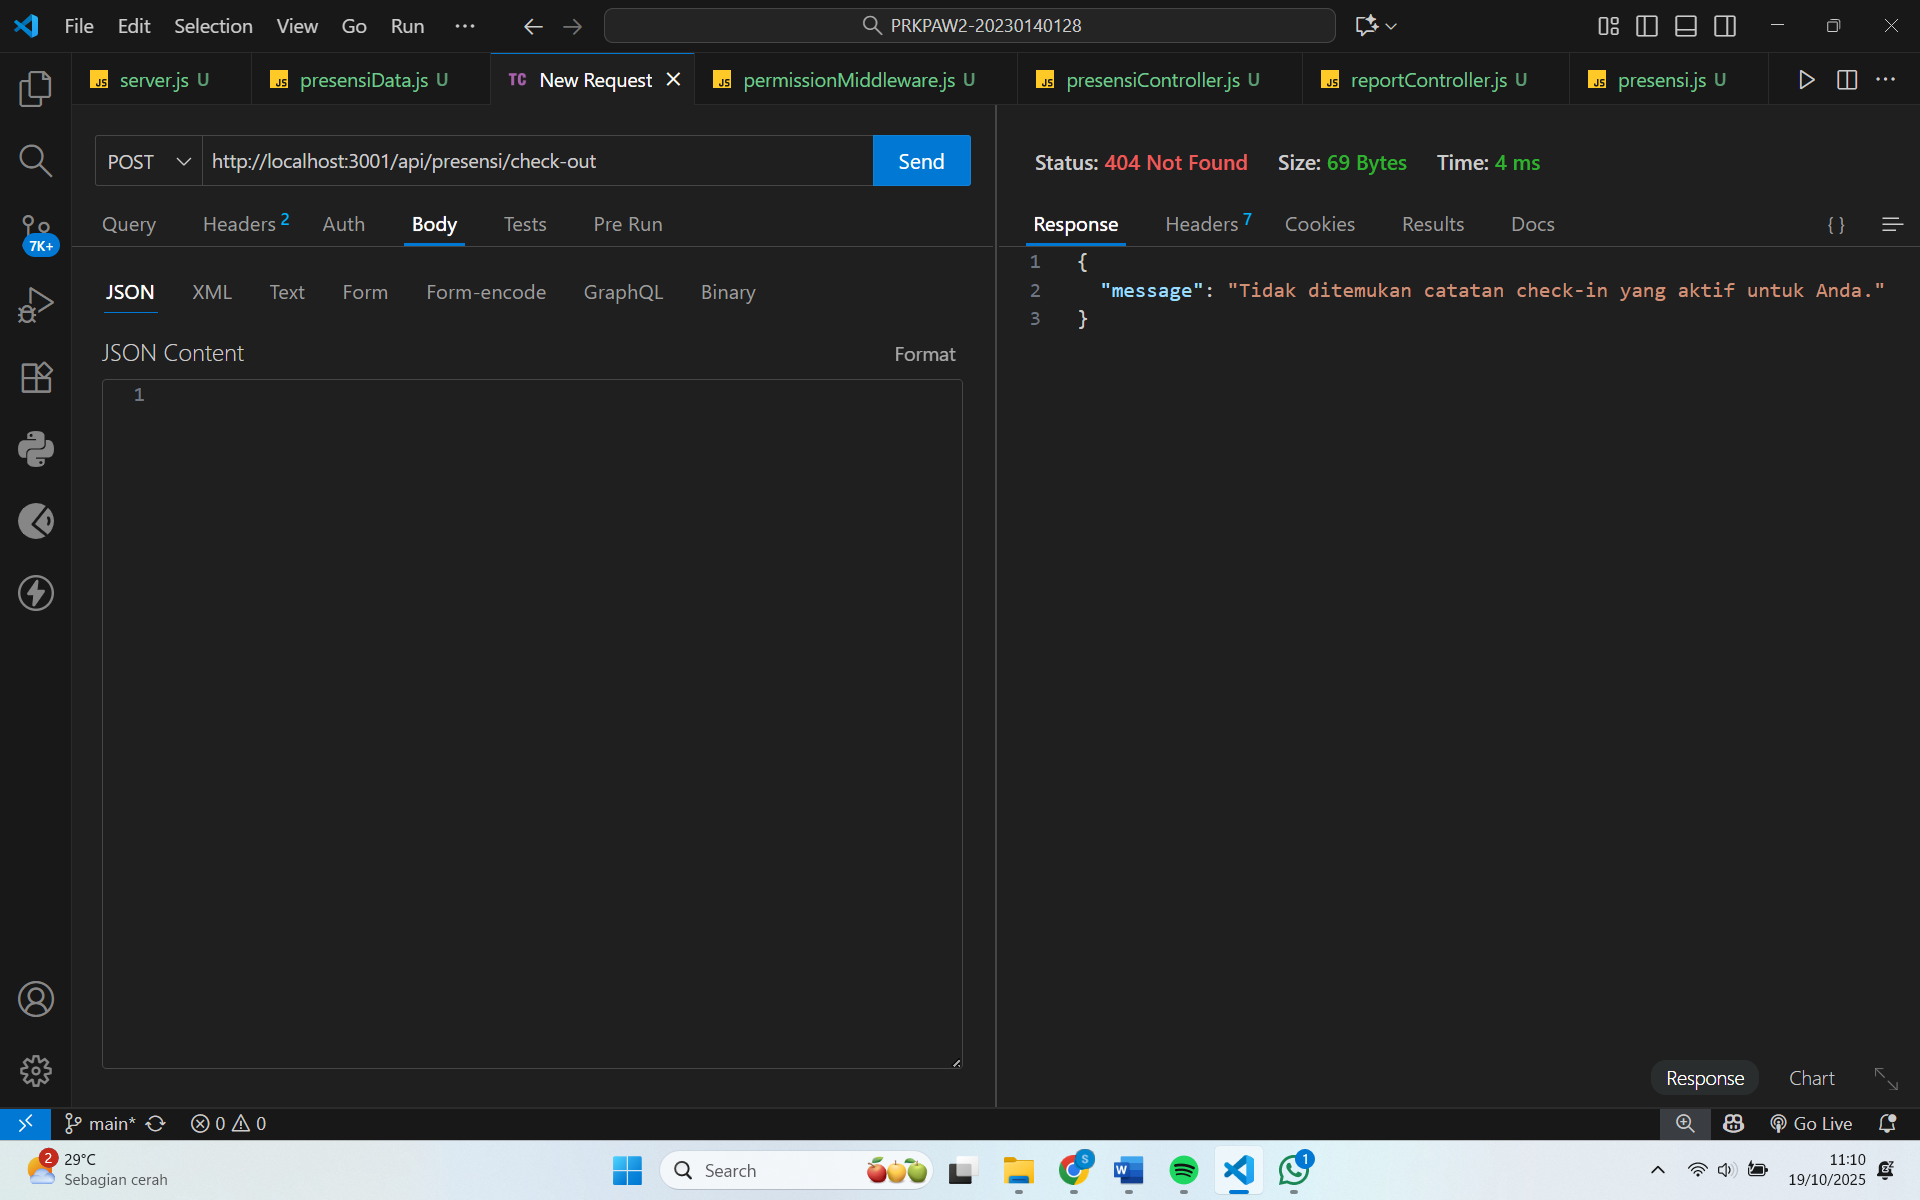 File Edit Selection View Go Run ··· PRKPAW2-20230140128
server.js U presensiData.js U TC New Request permissionMiddleware.js U presensiController.js U reportController.js U presensi.js U
POST http://localhost:3001/api/presensi/check-out Send
Status: 404 Not Found Size: 69 Bytes Time: 4 ms
Query Headers 2 Auth Body Tests Pre Run
Response Headers 7 Cookies Results Docs { }
JSON XML Text Form Form-encode GraphQL Binary
JSON Content Format
1
1 {
2 "message": "Tidak ditemukan catatan check-in yang aktif untuk Anda."
3 }
7K+
Response Chart
main* 0 0 Go Live
2 29°C
Sebagian cerah
Search
S
W
1
11:10
19/10/2025